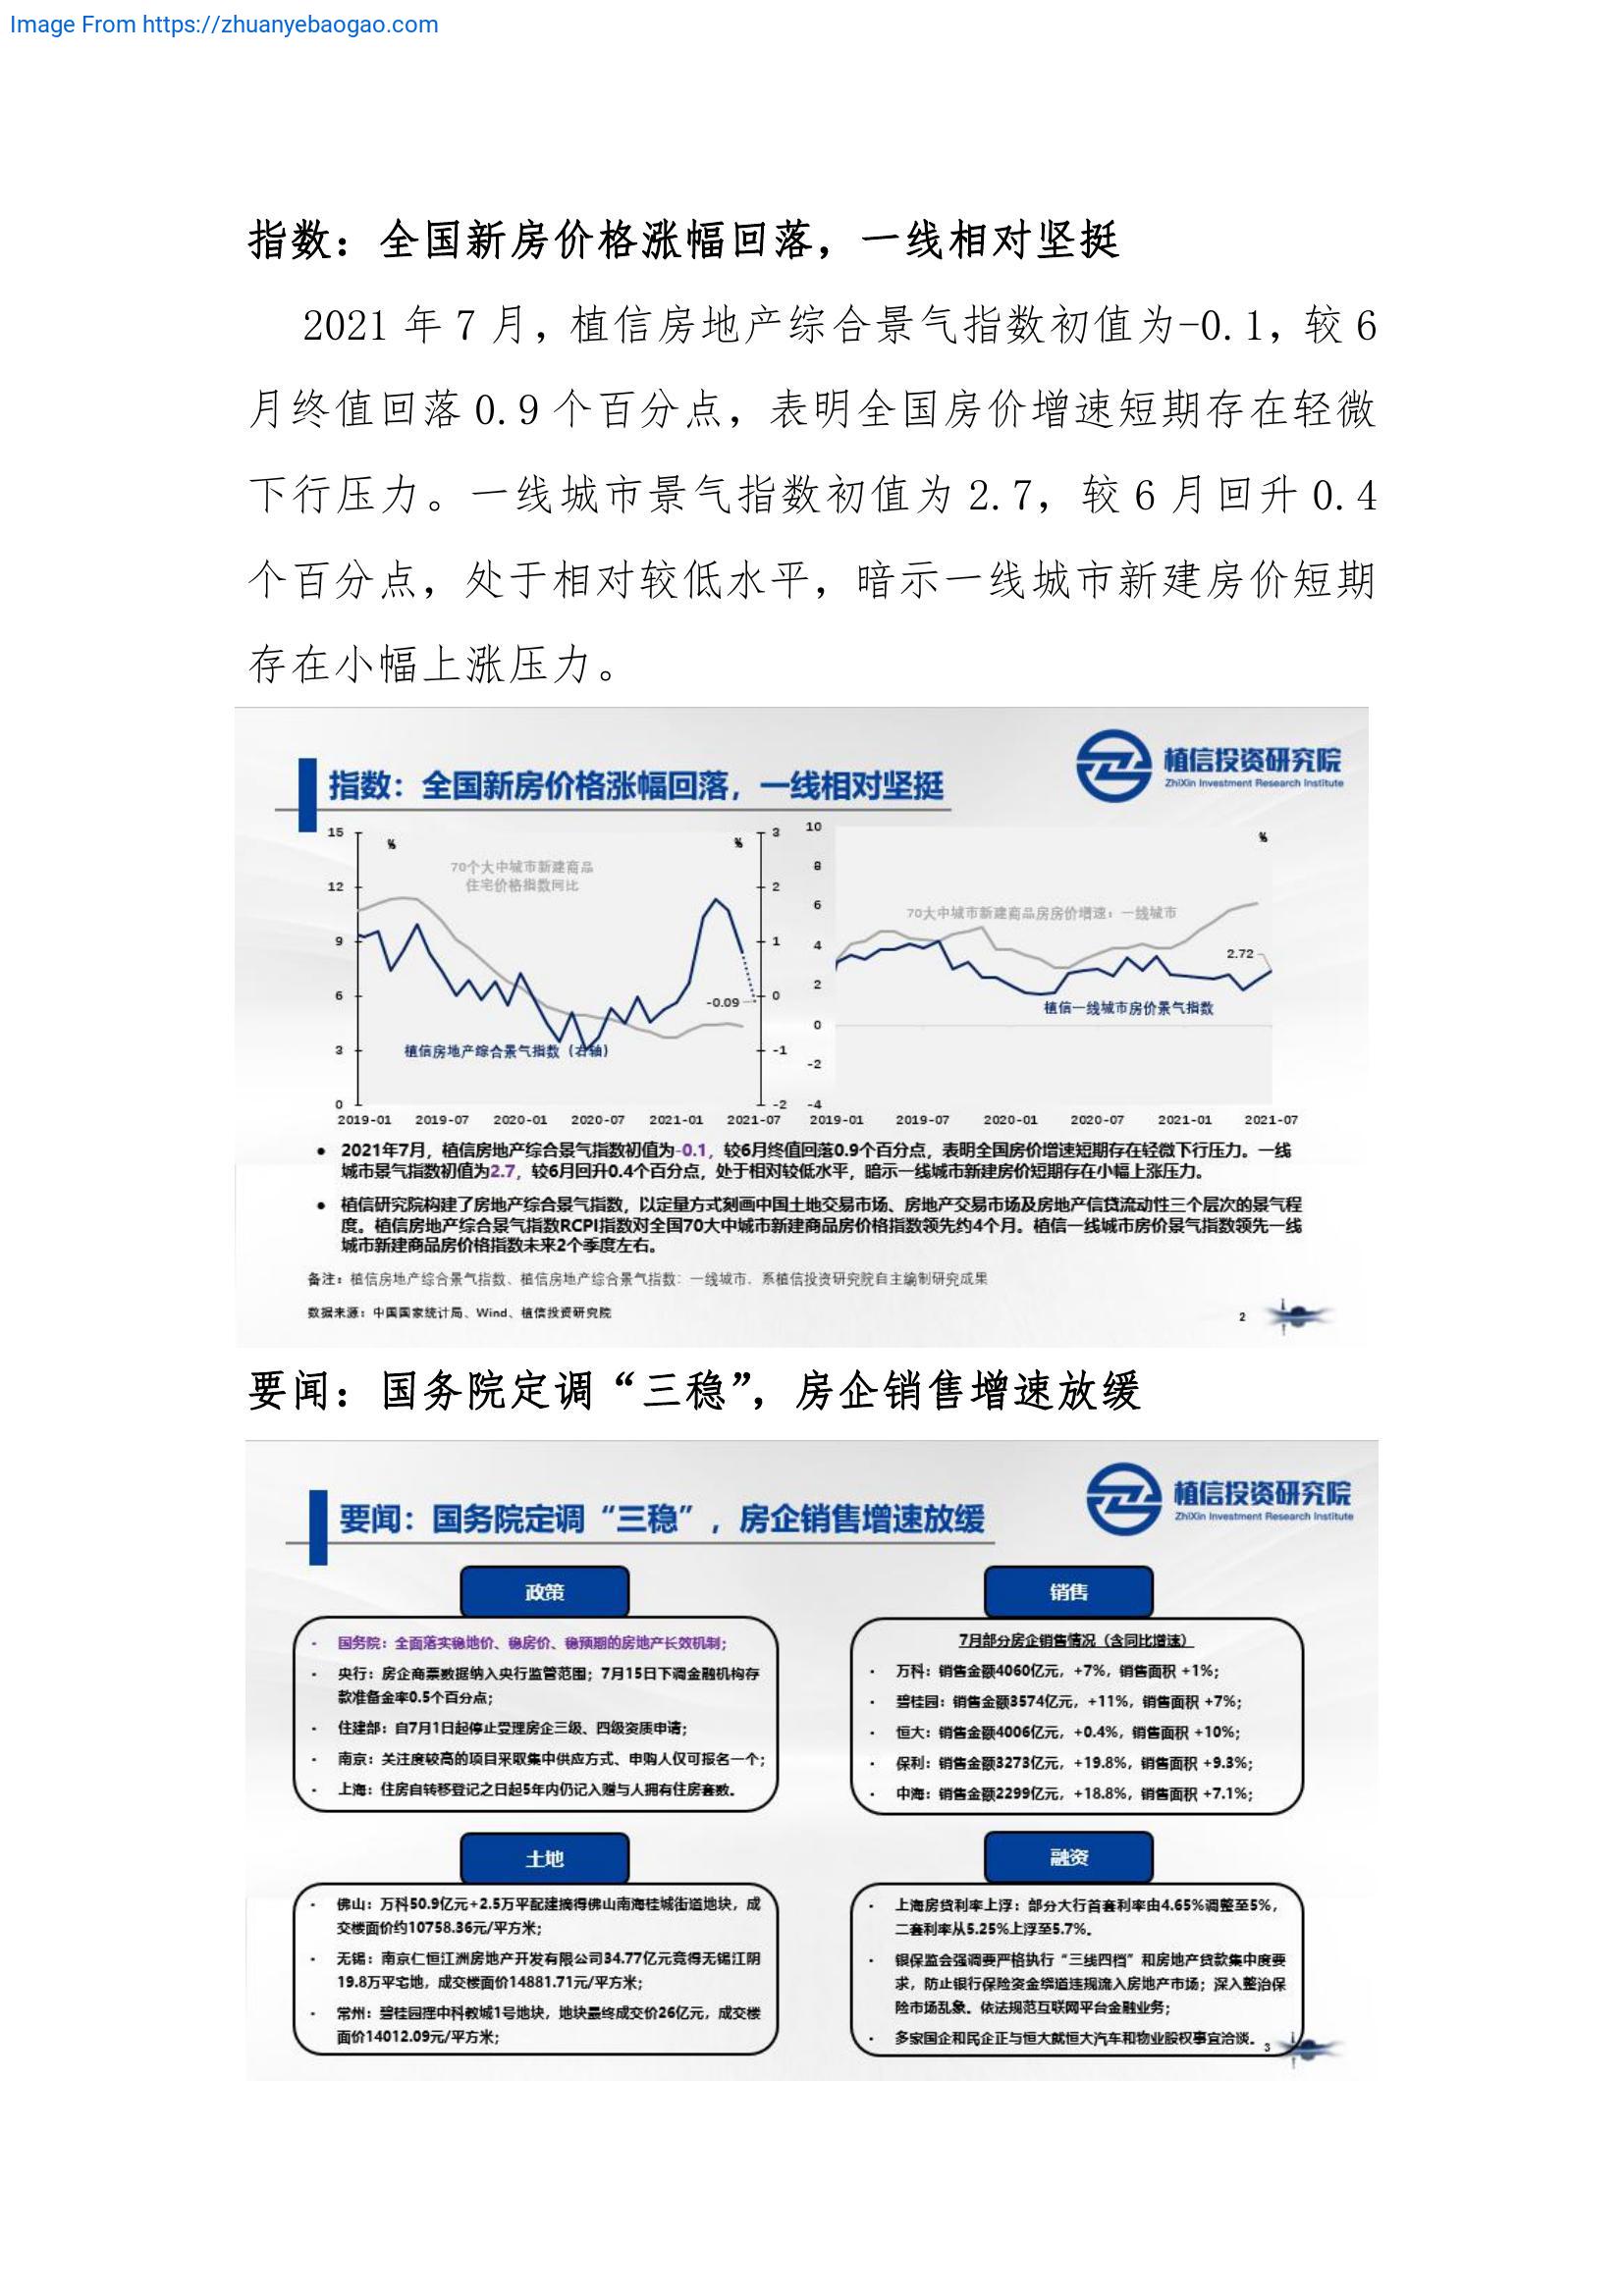 Image From https://zhuanyebaogao.com
指数：全国新房价格涨幅回落，一线相对坚挺
2021 年 7 月，植信房地产综合景气指数初值为-0.1，较 6
月终值回落 0.9 个百分点，表明全国房价增速短期存在轻微
下行压力。一线城市景气指数初值为 2.7，较 6 月回升 0.4
个百分点，处于相对较低水平，暗示一线城市新建房价短期
存在小幅上涨压力。
植信投资研究院
ZhiXin Investment Research Institute
指数：全国新房价格涨幅回落，一线相对坚挺
15
12
9
6
3
0
%
70个大中城市新建商品
住宅价格指数同比
%
3
2
1
0
-1
-2
-0.09
植信房地产综合景气指数（右轴）
2019-01 2019-07 2020-01 2020-07 2021-01 2021-07
10
8
6
4
2
0
-2
-4
%
70大中城市新建商品房房价增速：一线城市
2.72
植信一线城市房价景气指数
2019-01 2019-07 2020-01 2020-07 2021-01 2021-07
● 2021年7月，植信房地产综合景气指数初值为-0.1，较6月终值回落0.9个百分点，表明全国房价增速短期存在轻微下行压力。一线
城市景气指数初值为2.7，较6月回升0.4个百分点，处于相对较低水平，暗示一线城市新建房价短期存在小幅上涨压力。
● 植信研究院构建了房地产综合景气指数，以定量方式刻画中国土地交易市场、房地产交易市场及房地产信贷流动性三个层次的景气程
度。植信房地产综合景气指数RCPI指数对全国70大中城市新建商品房价格指数领先约4个月。植信一线城市房价景气指数领先一线
城市新建商品房价格指数未来2个季度左右。
备注：植信房地产综合景气指数、植信房地产综合景气指数：一线城市，系植信投资研究院自主编制研究成果
数据来源：中国国家统计局、Wind、植信投资研究院
2
要闻：国务院定调“三稳”，房企销售增速放缓
植信投资研究院
ZhiXin Investment Research Institute
要闻：国务院定调“三稳”，房企销售增速放缓
政策
- 国务院：全面落实稳地价、稳房价、稳预期的房地产长效机制；
- 央行：房企商票数据纳入央行监管范围；7月15日下调金融机构存
款准备金率0.5个百分点；
- 住建部：自7月1日起停止受理房企三级、四级资质申请；
- 南京：关注度较高的项目采取集中供应方式、申购人仅可报名一个；
- 上海：住房自转移登记之日起5年内仍记入赠与人拥有住房套数。
销售
7月部分房企销售情况（含同比增速）
- 万科：销售金额4060亿元，+7%，销售面积 +1%；
- 碧桂园：销售金额3574亿元，+11%，销售面积 +7%；
- 恒大：销售金额4006亿元，+0.4%，销售面积 +10%；
- 保利：销售金额3273亿元，+19.8%，销售面积 +9.3%；
- 中海：销售金额2299亿元，+18.8%，销售面积 +7.1%；
土地
- 佛山：万科50.9亿元+2.5万平配建摘得佛山南海桂城街道地块，成
交楼面价约10758.36元/平方米；
- 无锡：南京仁恒江洲房地产开发有限公司34.77亿元竞得无锡江阴
19.8万平宅地，成交楼面价14881.71元/平方米；
- 常州：碧桂园摇中科教城1号地块，地块最终成交价26亿元，成交楼
面价14012.09元/平方米；
融资
- 上海房贷利率上浮：部分大行首套利率由4.65%调整至5%，
二套利率从5.25%上浮至5.7%。
- 银保监会强调要严格执行“三线四档”和房地产贷款集中度要
求，防止银行保险资金绕道违规流入房地产市场；深入整治保
险市场乱象。依法规范互联网平台金融业务；
- 多家国企和民企正与恒大就恒大汽车和物业股权事宜洽谈。
3